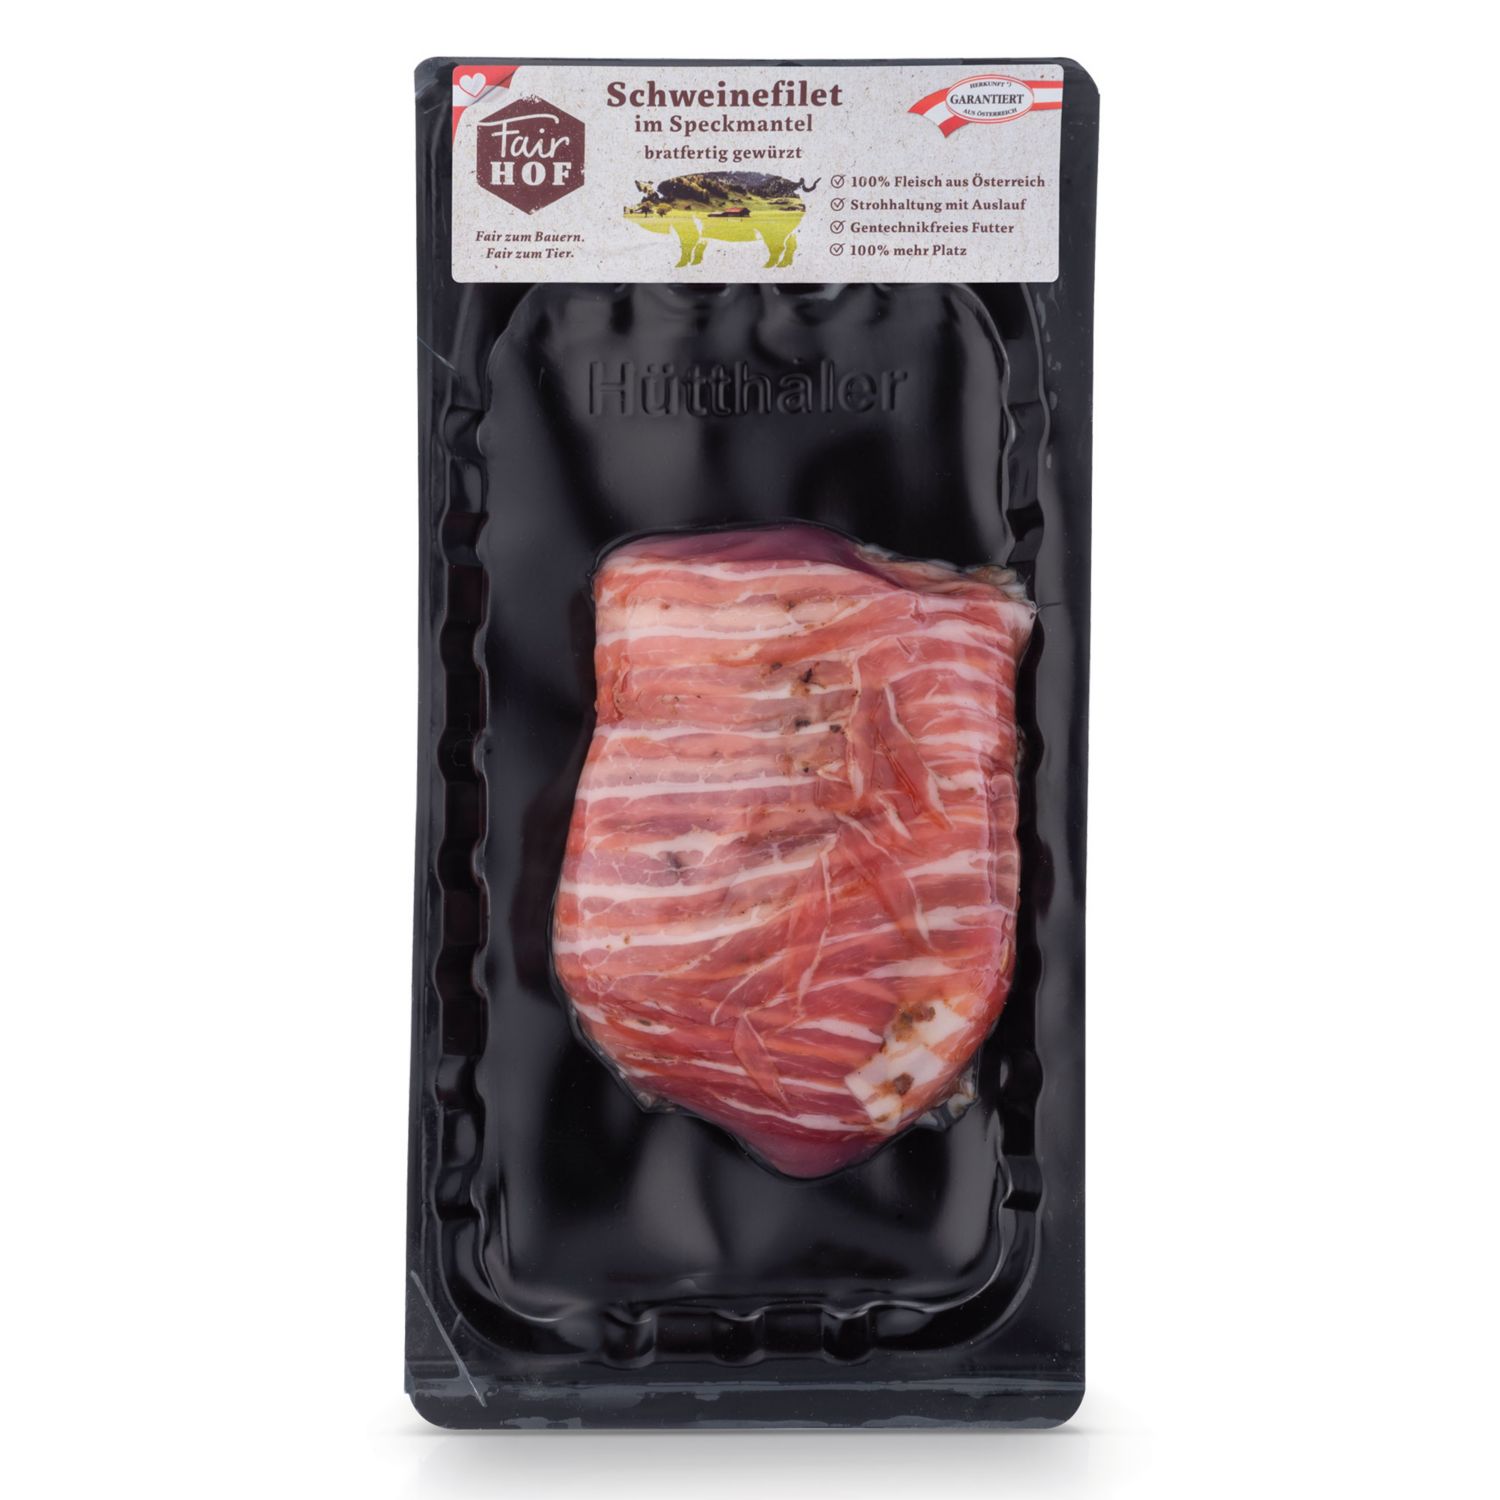 Fair
HOF
Fair zum Bauern.
Fair zum Tier.
Schweinefilet
im Speckmantel
bratfertig gewürzt
HERKUNFT *)
GARANTIERT
AUS ÖSTERREICH
100% Fleisch aus Österreich
Strohhaltung mit Auslauf
Gentechnikfreies Futter
100% mehr Platz
Hütthaler